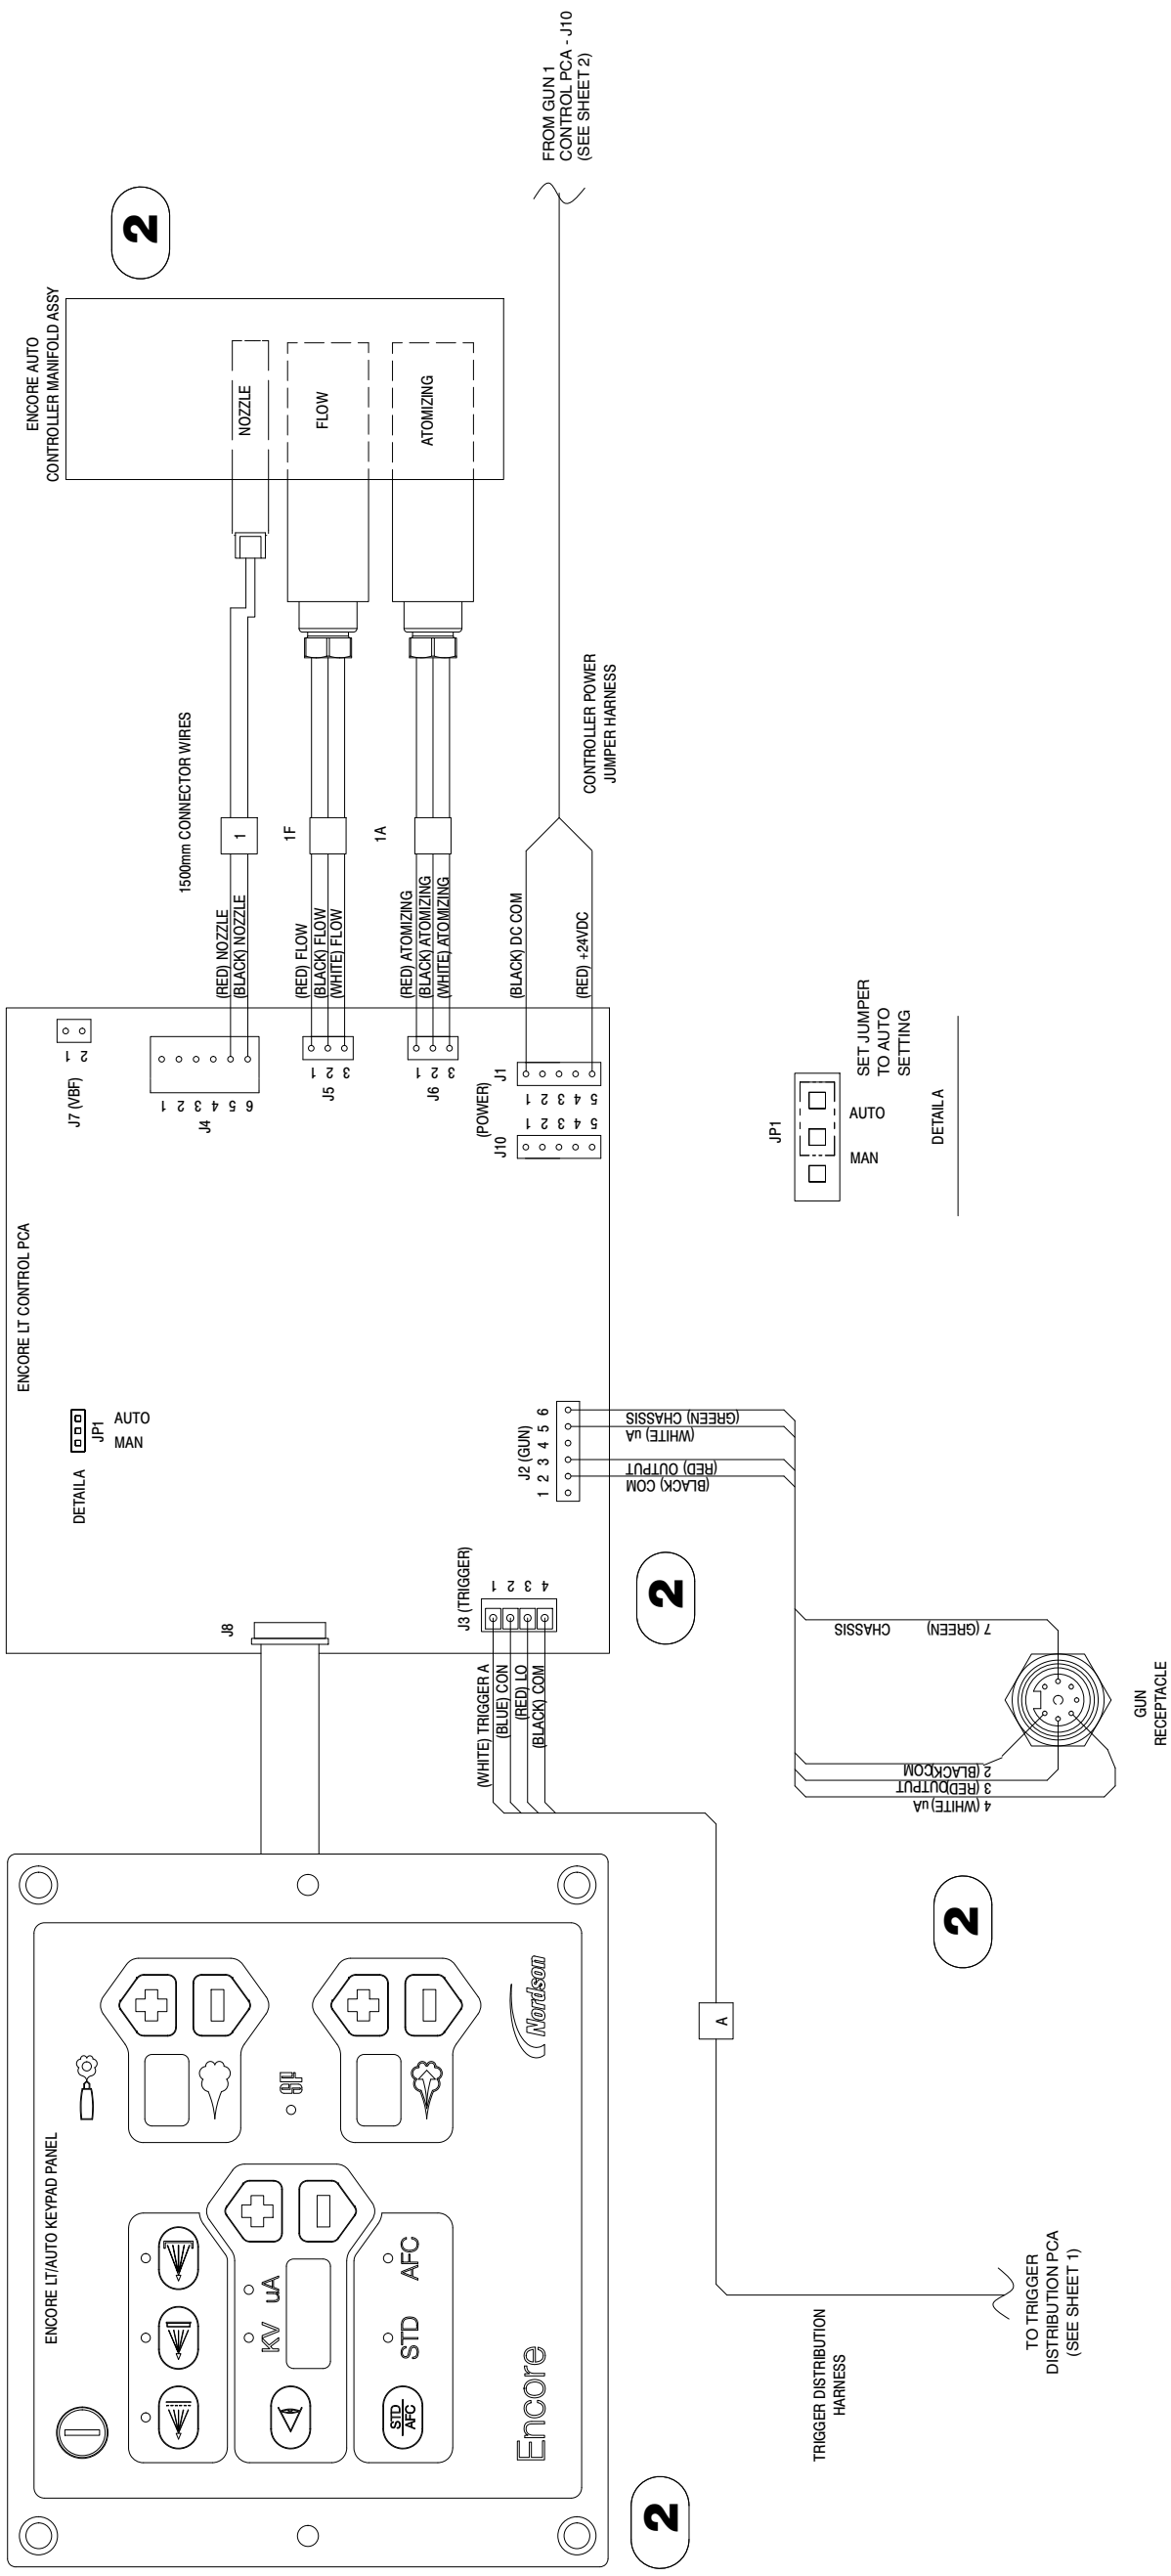 ENCORE LT/AUTO KEYPAD PANEL
KV
uA
STD
AFC
STD
AFC
SF
Encore
Nordson
2
ENCORE LT CONTROL PCA
DETAIL A
JP1
MAN
AUTO
J8
J7 (VBF)
1
2
J4
1
2
3
4
5
6
J5
1
2
3
J6
1
2
3
(POWER)
J10
1
2
3
4
5
J1
1
2
3
4
5
J3 (TRIGGER)
1
2
3
4
J2 (GUN)
1 2 3 4 5 6
2
(WHITE) TRIGGER A
(BLUE) CON
(RED) LO
(BLACK) COM
(BLACK) COM
(RED) OUTPUT
(WHITE) uA
(GREEN) CHASSIS
(RED) NOZZLE
(BLACK) NOZZLE
(RED) FLOW
(BLACK) FLOW
(WHITE) FLOW
(RED) ATOMIZING
(BLACK) ATOMIZING
(WHITE) ATOMIZING
(BLACK) DC COM
(RED) +24VDC
1500mm CONNECTOR WIRES
1
1F
1A
ENCORE AUTO
CONTROLLER MANIFOLD ASSY
NOZZLE
FLOW
ATOMIZING
2
CONTROLLER POWER
JUMPER HARNESS
FROM GUN 1
CONTROL PCA - J10
(SEE SHEET 2)
A
TRIGGER DISTRIBUTION
HARNESS
TO TRIGGER
DISTRIBUTION PCA
(SEE SHEET 1)
2
4 (WHITE) uA
3 (RED) OUTPUT
2 (BLACK) COM
7 (GREEN) CHASSIS
GUN
RECEPTACLE
JP1
MAN
AUTO
SET JUMPER
TO AUTO
SETTING
DETAIL A